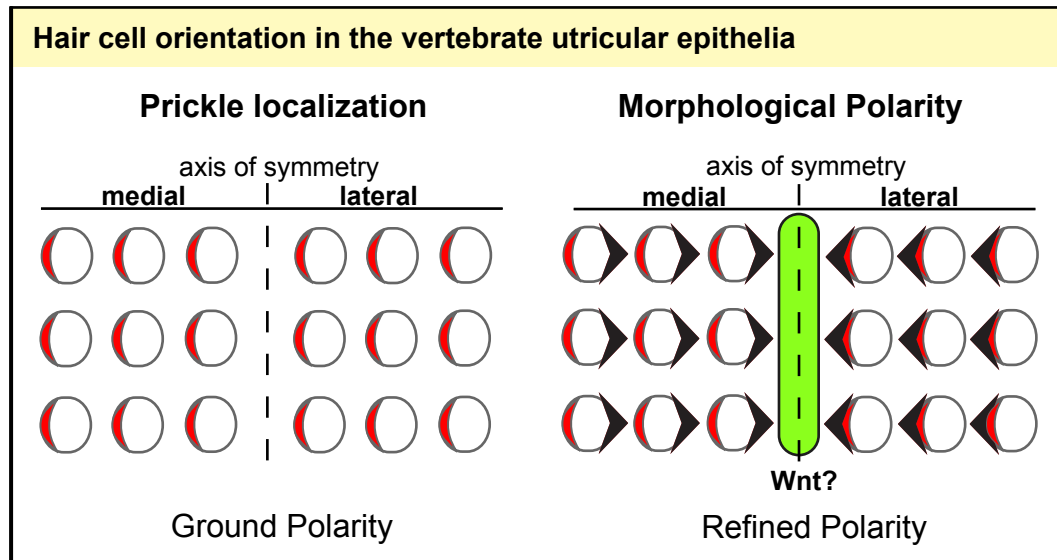 Hair cell orientation in the vertebrate utricular epithelia
Prickle localization
axis of symmetry
medial
lateral
Ground Polarity
Morphological Polarity
axis of symmetry
medial
lateral
Wnt?
Refined Polarity